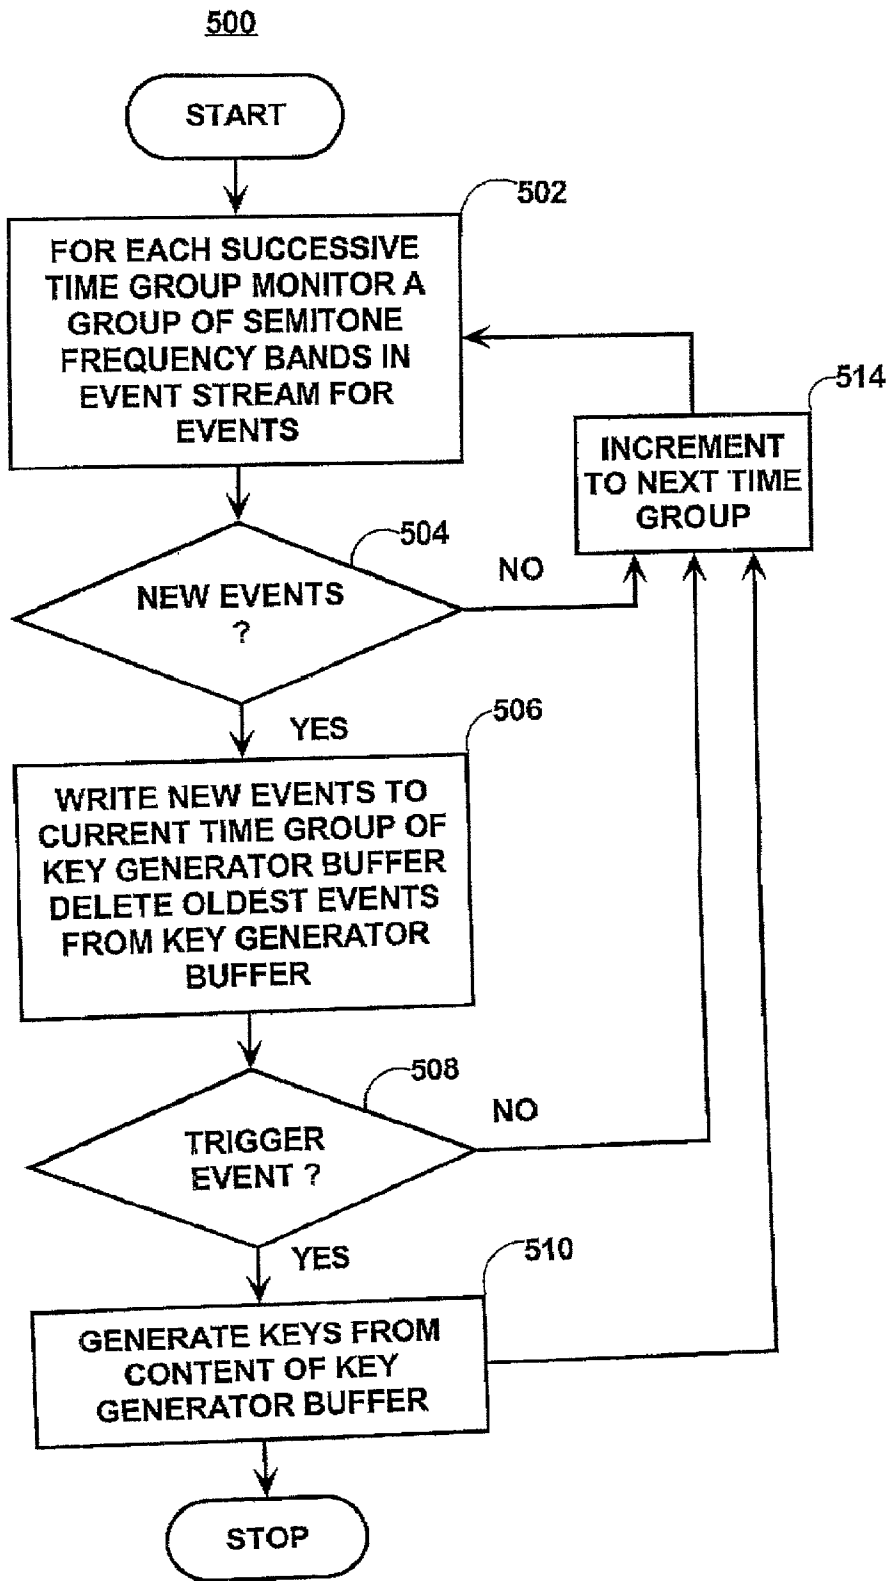 500
START
502
FOR EACH SUCCESSIVE
TIME GROUP MONITOR A
GROUP OF SEMITONE
FREQUENCY BANDS IN
EVENT STREAM FOR
EVENTS
514
INCREMENT
TO NEXT TIME
GROUP
504
NEW EVENTS
?
NO
YES
506
WRITE NEW EVENTS TO
CURRENT TIME GROUP OF
KEY GENERATOR BUFFER
DELETE OLDEST EVENTS
FROM KEY GENERATOR
BUFFER
508
TRIGGER
EVENT ?
NO
YES
510
GENERATE KEYS FROM
CONTENT OF KEY
GENERATOR BUFFER
STOP